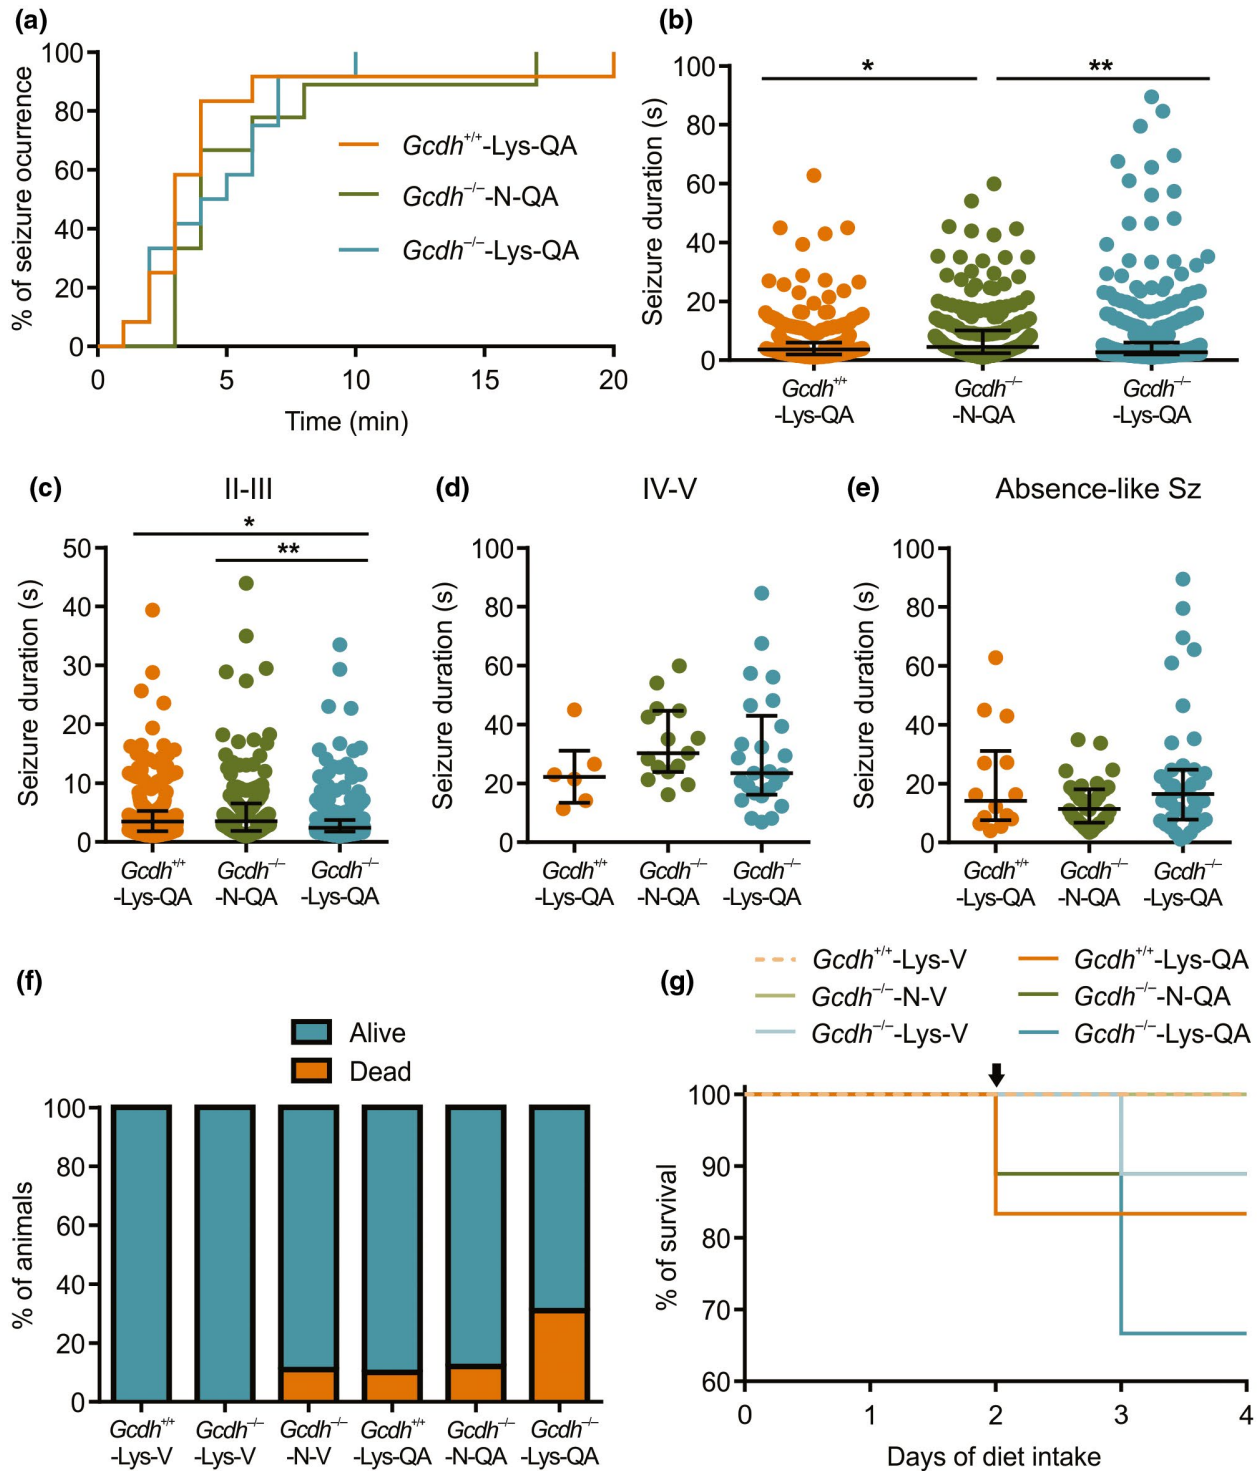 (a)
% of seizure ocurrence
100
80
60
40
20
0
0 5 10 15 20
Time (min)
Gcdh+/+-Lys-QA
Gcdh−/−-N-QA
Gcdh−/−-Lys-QA
(b)
Seizure duration (s)
100
80
60
40
20
0
* **
Gcdh+/+ Gcdh−/− Gcdh−/−
-Lys-QA -N-QA -Lys-QA
(c) II-III
*
**
Seizure duration (s)
50
40
30
20
10
0
Gcdh+/+ Gcdh−/− Gcdh−/−
-Lys-QA -N-QA -Lys-QA
(d) IV-V
Seizure duration (s)
100
80
60
40
20
0
Gcdh+/+ Gcdh−/− Gcdh−/−
-Lys-QA -N-QA -Lys-QA
(e) Absence-like Sz
Seizure duration (s)
100
80
60
40
20
0
Gcdh+/+ Gcdh−/− Gcdh−/−
-Lys-QA -N-QA -Lys-QA
(f)
Alive
Dead
% of animals
100
80
60
40
20
0
Gcdh+/+ Gcdh−/− Gcdh−/− Gcdh+/+ Gcdh−/− Gcdh−/−
-Lys-V -Lys-V -N-V -Lys-QA -N-QA -Lys-QA
(g)
Gcdh+/+-Lys-V Gcdh+/+-Lys-QA
Gcdh−/−-N-V Gcdh−/−-N-QA
Gcdh−/−-Lys-V Gcdh−/−-Lys-QA
% of survival
100
90
80
70
60
0 1 2 3 4
Days of diet intake